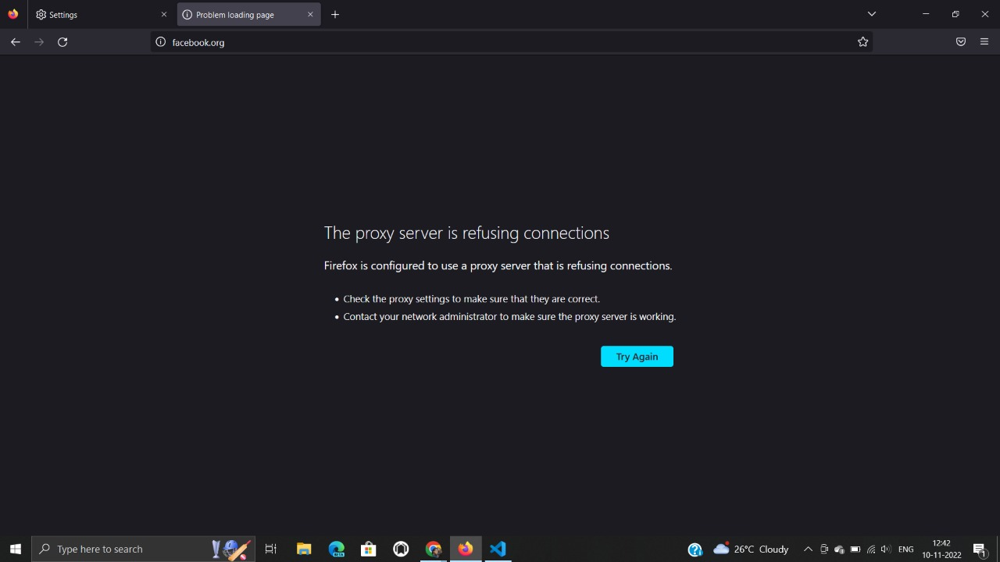 Settings
Problem loading page
facebook.org
The proxy server is refusing connections
Firefox is configured to use a proxy server that is refusing connections.
• Check the proxy settings to make sure that they are correct.
• Contact your network administrator to make sure the proxy server is working.
Try Again
Type here to search
BETA
26°C Cloudy
ENG
12:42
10-11-2022
1